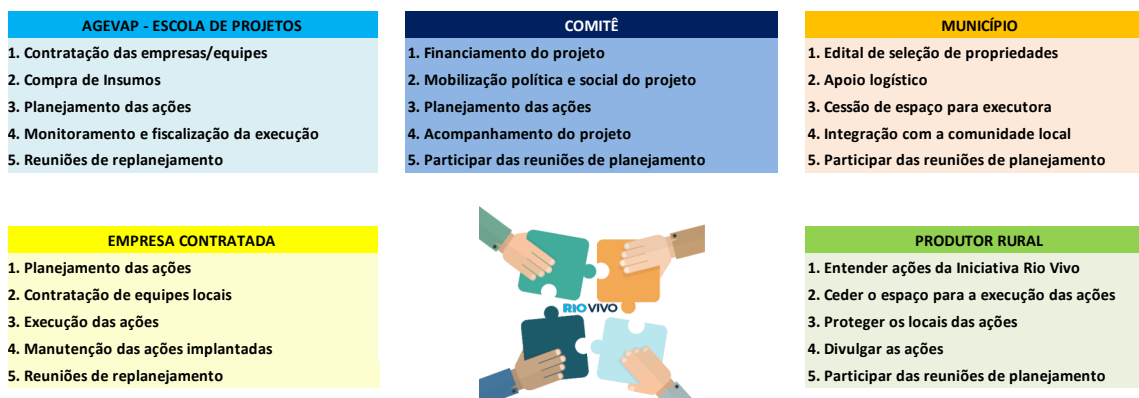 AGEVAP - ESCOLA DE PROJETOS
1. Contratação das empresas/equipes
2. Compra de Insumos
3. Planejamento das ações
4. Monitoramento e fiscalização da execução
5. Reuniões de replanejamento
COMITÊ
1. Financiamento do projeto
2. Mobilização política e social do projeto
3. Planejamento das ações
4. Acompanhamento do projeto
5. Participar das reuniões de planejamento
MUNICÍPIO
1. Edital de seleção de propriedades
2. Apoio logístico
3. Cessão de espaço para executora
4. Integração com a comunidade local
5. Participar das reuniões de planejamento
EMPRESA CONTRATADA
1. Planejamento das ações
2. Contratação de equipes locais
3. Execução das ações
4. Manutenção das ações implantadas
5. Reuniões de replanejamento
RIO VIVO
PRODUTOR RURAL
1. Entender ações da Iniciativa Rio Vivo
2. Ceder o espaço para a execução das ações
3. Proteger os locais das ações
4. Divulgar as ações
5. Participar das reuniões de planejamento